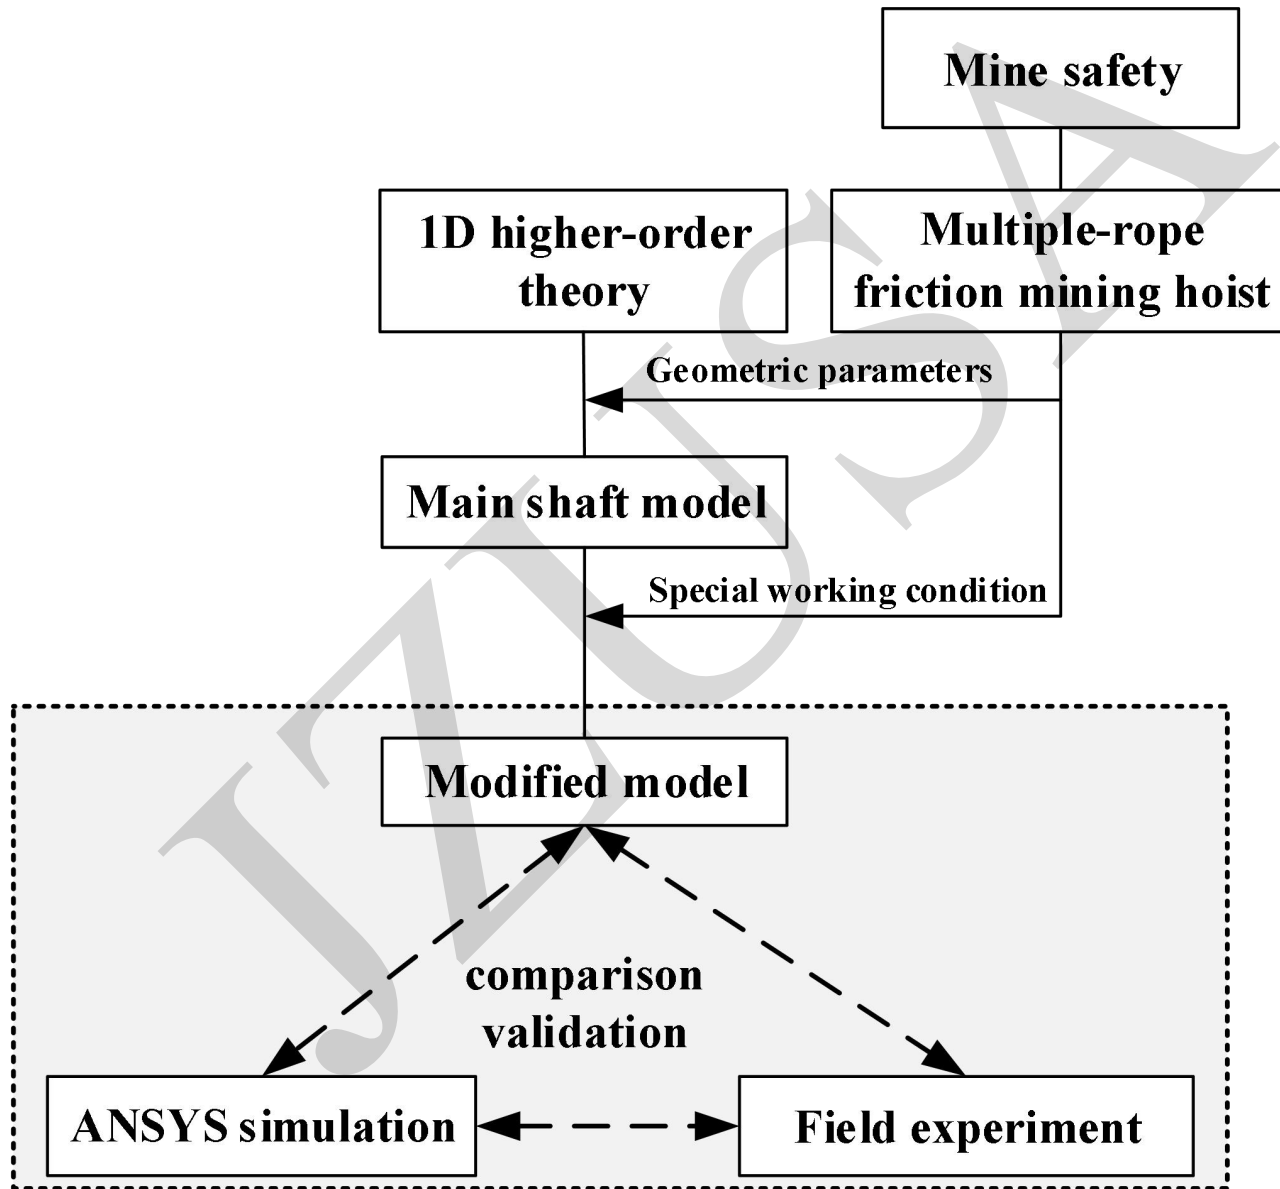 Mine safety
1D higher-order
theory
Multiple-rope
friction mining hoist
Geometric parameters
Main shaft model
Special working condition
Modified model
comparison
validation
ANSYS simulation
Field experiment
JZUSA